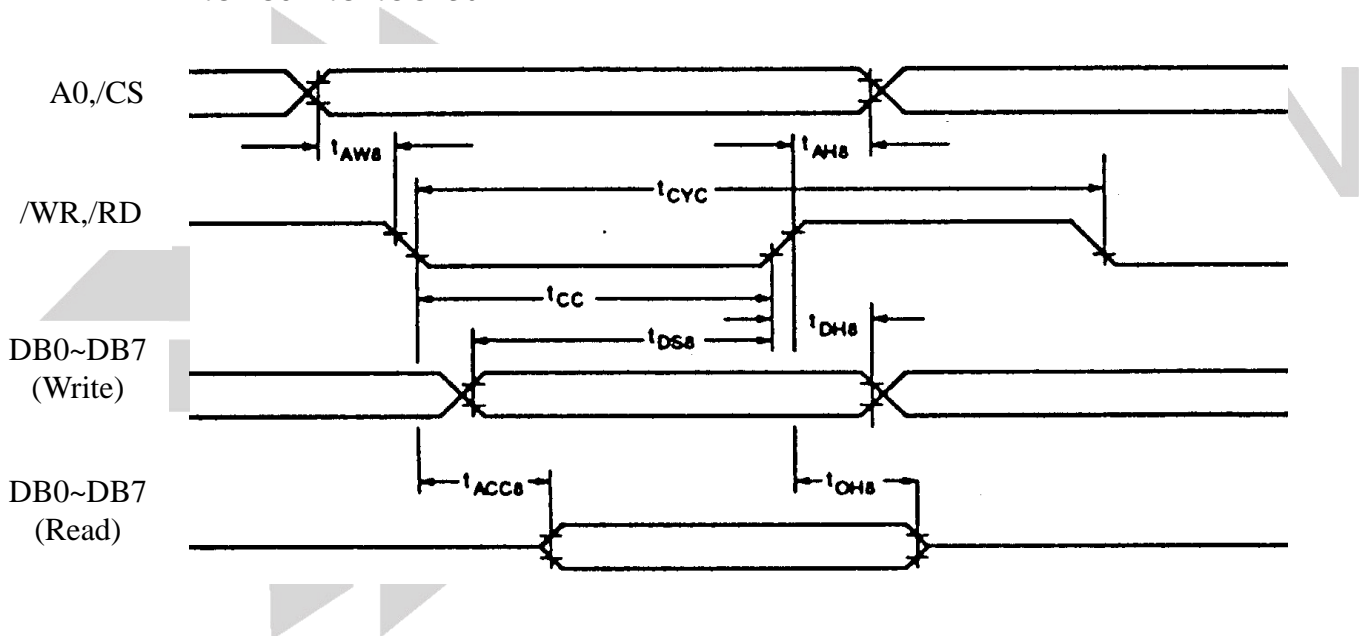 A0,/CS
tAW8
tAH8
tCYC
/WR,/RD
tCC
tDH8
tDS8
DB0~DB7
(Write)
DB0~DB7
(Read)
tACC8
tOH8